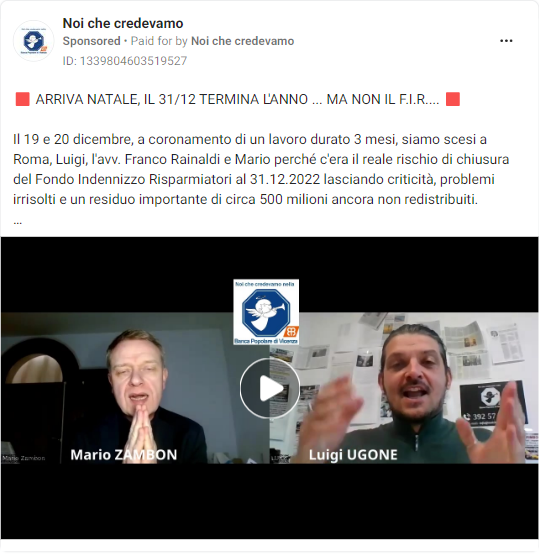 Noi che credevamo
Sponsored • Paid for by Noi che credevamo
ID: 1339804603519527
🟥 ARRIVA NATALE, IL 31/12 TERMINA L'ANNO ... MA NON IL F.I.R.... 🟥
Il 19 e 20 dicembre, a coronamento di un lavoro durato 3 mesi, siamo scesi a
Roma, Luigi, l'avv. Franco Rainaldi e Mario perché c'era il reale rischio di chiusura
del Fondo Indennizzo Risparmiatori al 31.12.2022 lasciando criticità, problemi
irrisolti e un residuo importante di circa 500 milioni ancora non redistribuiti.
...
Noi che credevamo nella
Banca Popolare di Vicenza
392 57
Mario Zambon
Mario ZAMBON
Luigi UGONE